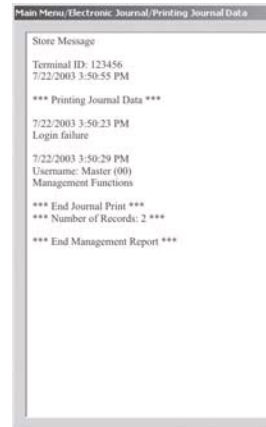 Main Menu/Electronic Journal/Printing Journal Data
Store Message
Terminal ID: 123456
7/22/2003 3:50:55 PM
*** Printing Journal Data ***
7/22/2003 3:50:23 PM
Login failure
7/22/2003 3:50:29 PM
Username: Master (00)
Management Functions
*** End Journal Print ***
*** Number of Records: 2 ***
*** End Management Report ***